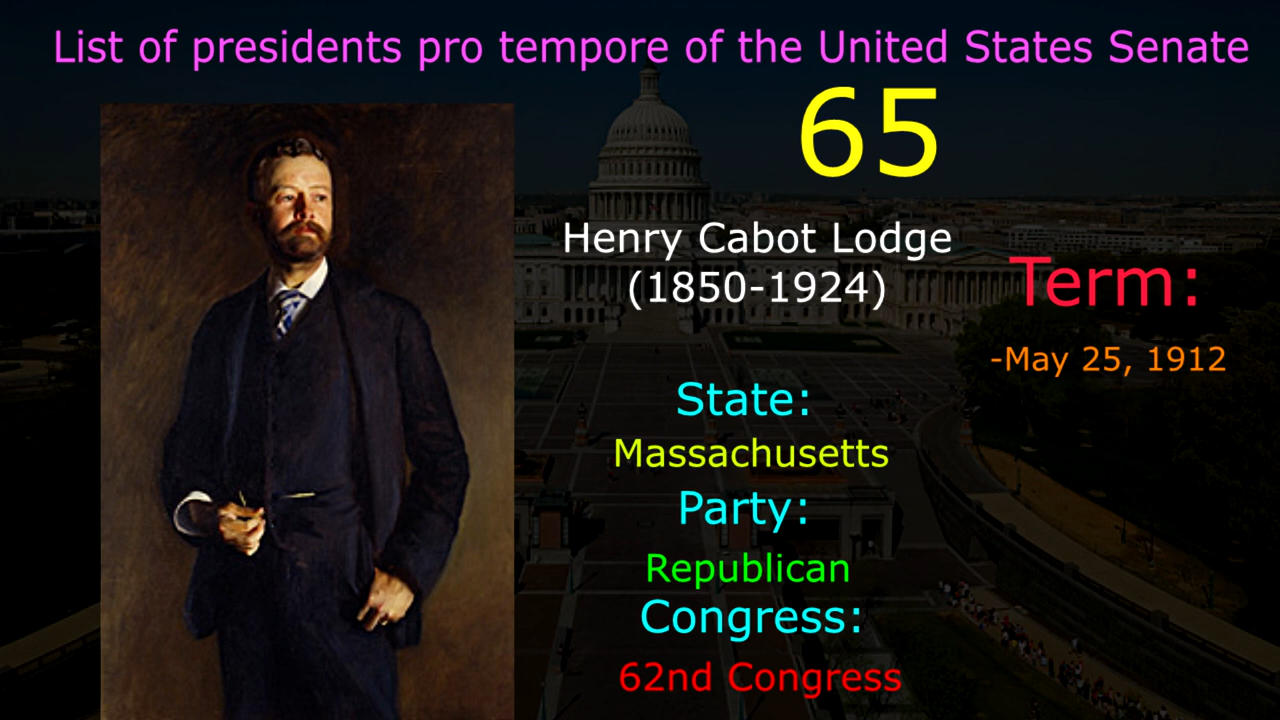 List of presidents pro tempore of the United States Senate
65
Henry Cabot Lodge
(1850-1924)
Term:
-May 25, 1912
State:
Massachusetts
Party:
Republican
Congress:
62nd Congress